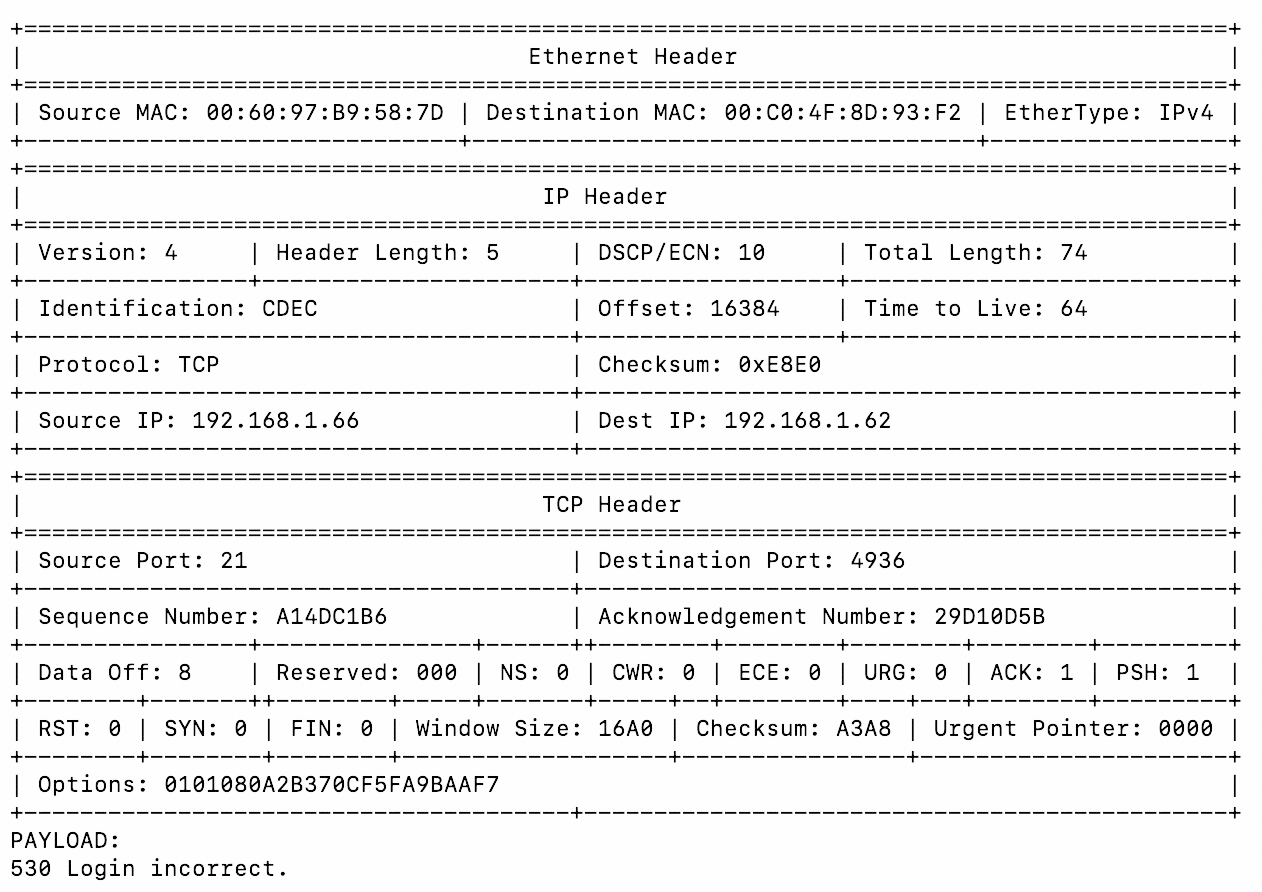 Ethernet Header
| Source MAC: 00:60:97:B9:58:7D | Destination MAC: 00:C0:4F:8D:93:F2 | EtherType: IPv4 |
IP Header
| Version: 4 | Header Length: 5 | DSCP/ECN: 10 | Total Length: 74 |
| Identification: CDEC | Offset: 16384 | Time to Live: 64 |
| Protocol: TCP | Checksum: 0xE8E0 |
| Source IP: 192.168.1.66 | Dest IP: 192.168.1.62 |
TCP Header
| Source Port: 21 | Destination Port: 4936 |
| Sequence Number: A14DC1B6 | Acknowledgement Number: 29D10D5B |
| Data Off: 8 | Reserved: 000 | NS: 0 | CWR: 0 | ECE: 0 | URG: 0 | ACK: 1 | PSH: 1 |
| RST: 0 | SYN: 0 | FIN: 0 | Window Size: 16A0 | Checksum: A3A8 | Urgent Pointer: 0000 |
| Options: 0101080A2B370CF5FA9BAAF7 |
PAYLOAD:
530 Login incorrect.